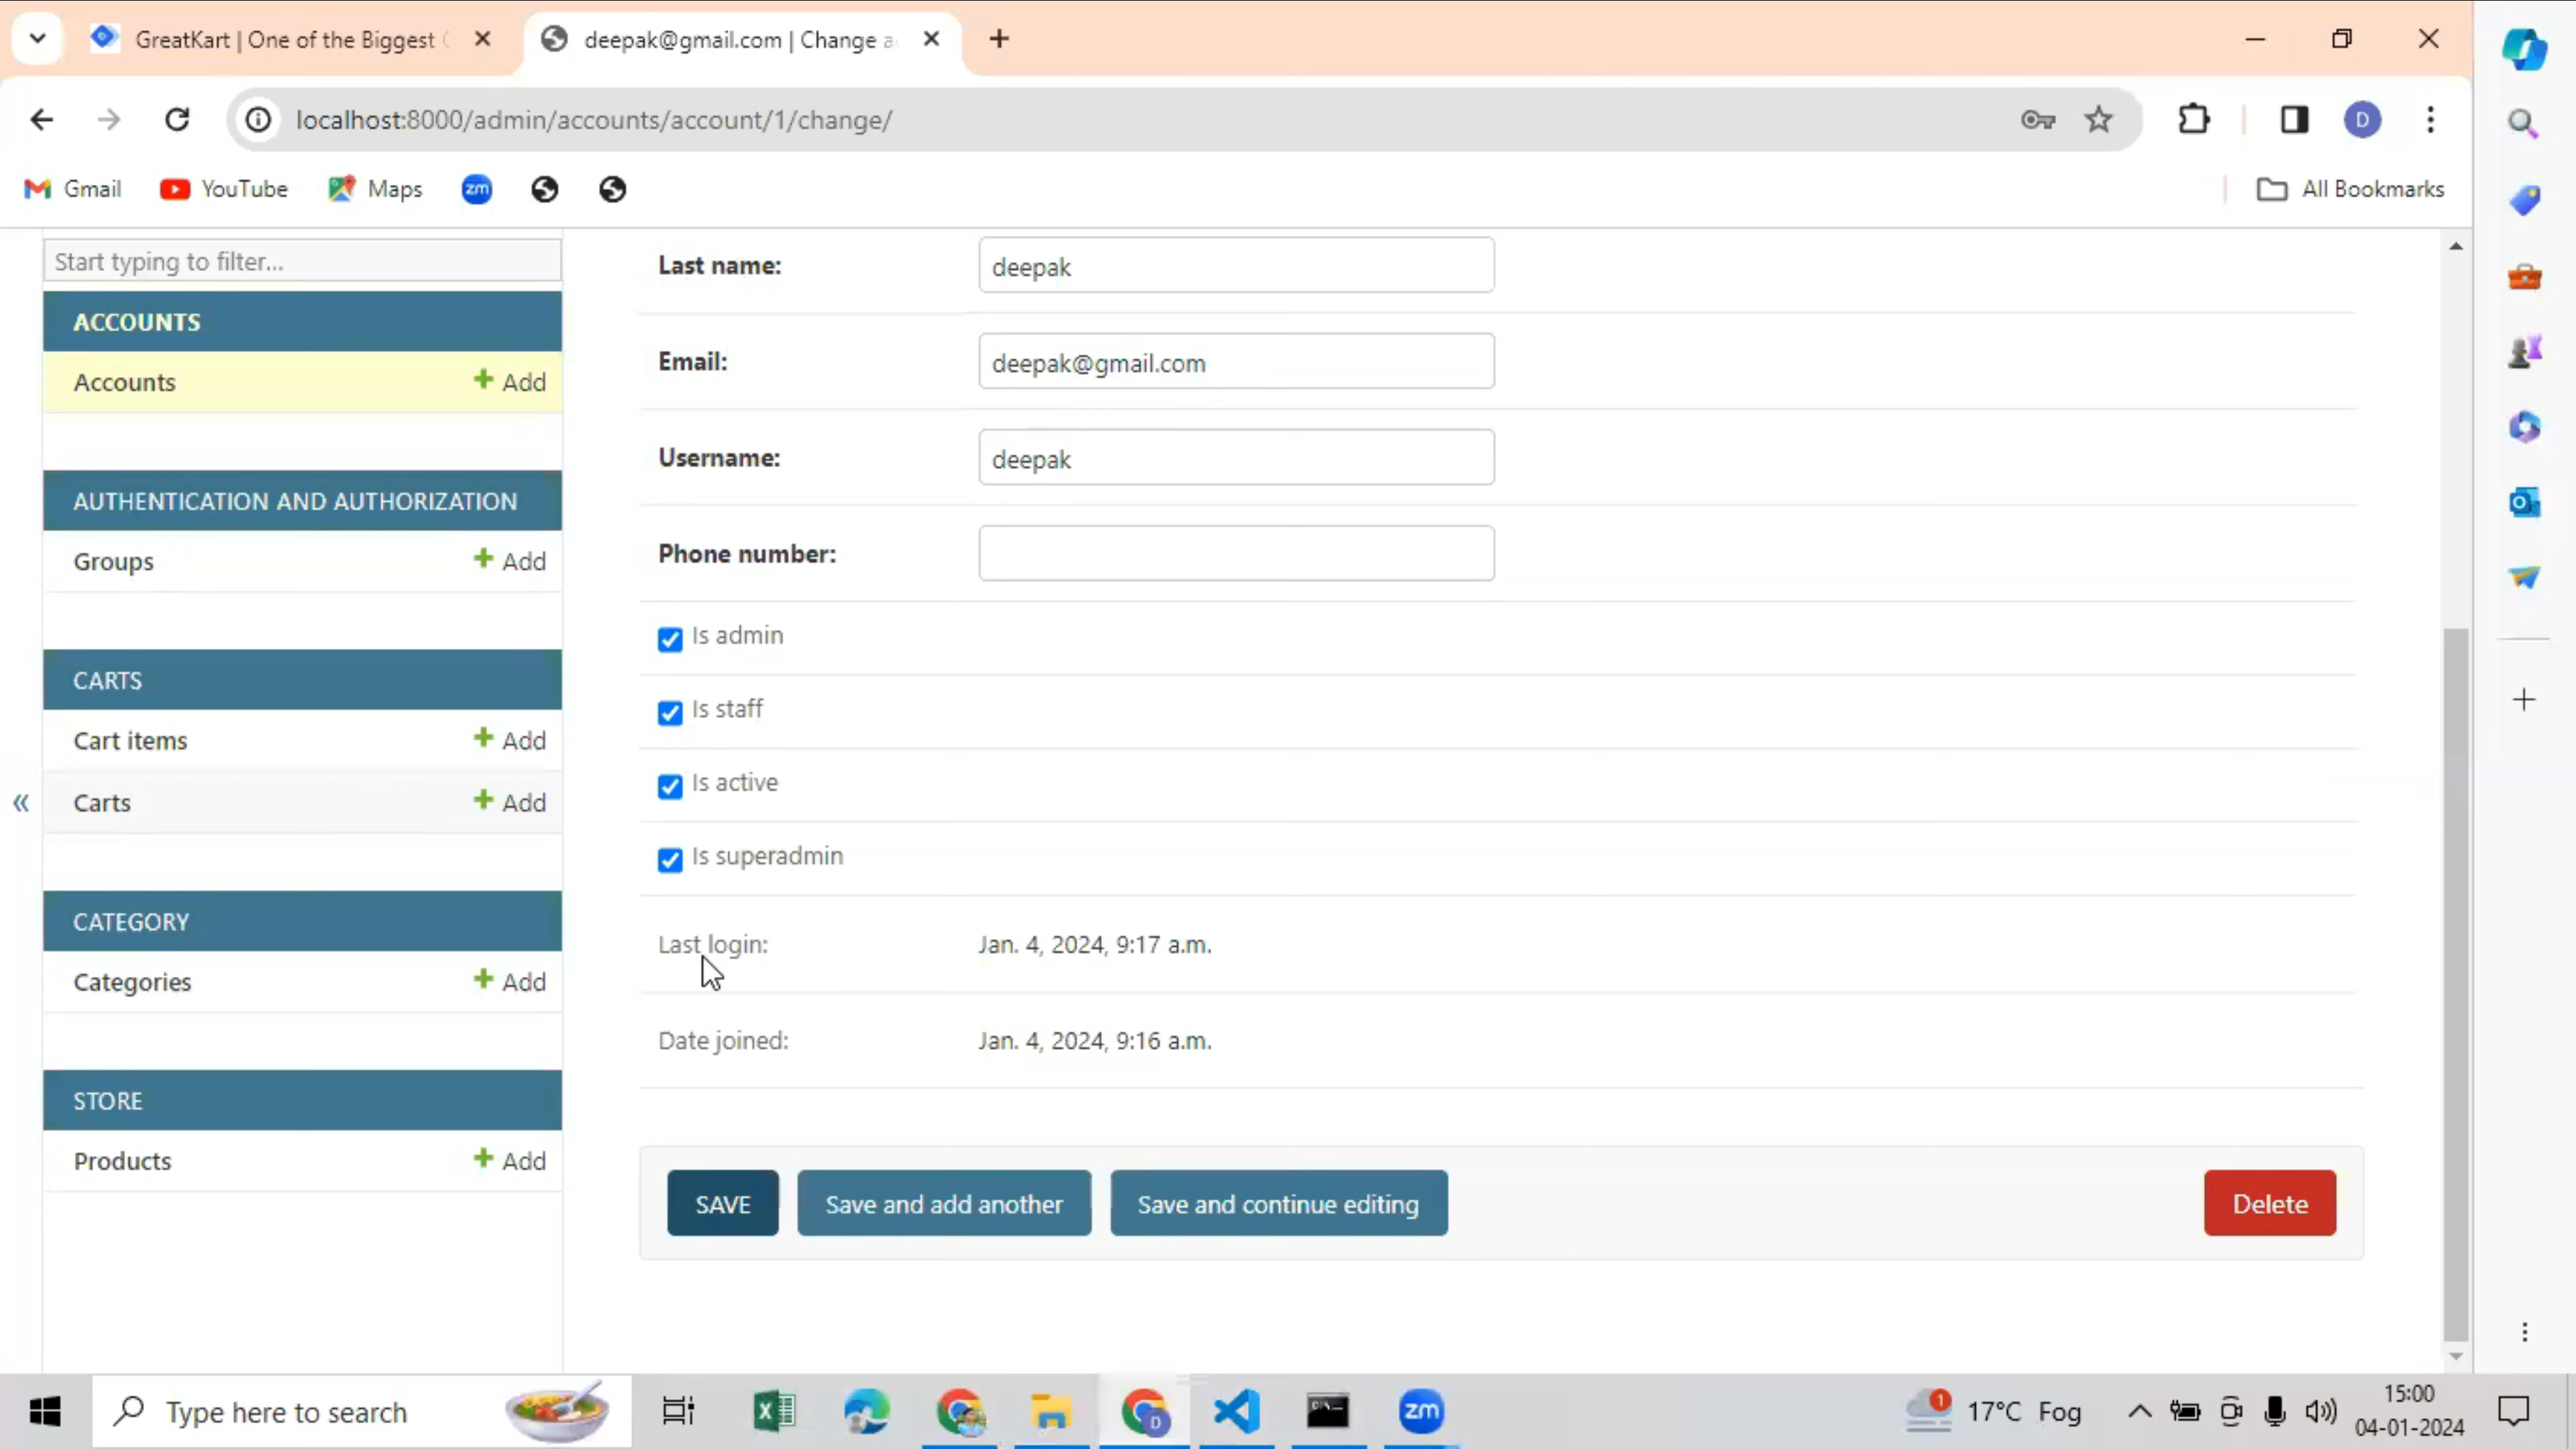 GreatKart | One of the Biggest
deepak@gmail.com | Change a
localhost:8000/admin/accounts/account/1/change/
D
Gmail
YouTube
Maps
zm
All Bookmarks
Start typing to filter...
ACCOUNTS
Accounts
Add
AUTHENTICATION AND AUTHORIZATION
Groups
Add
CARTS
Cart items
Add
Carts
Add
CATEGORY
Categories
Add
STORE
Products
Add
Last name:
deepak
Email:
deepak@gmail.com
Username:
deepak
Phone number:
Is admin
Is staff
Is active
Is superadmin
Last login:
Jan. 4, 2024, 9:17 a.m.
Date joined:
Jan. 4, 2024, 9:16 a.m.
SAVE
Save and add another
Save and continue editing
Delete
Type here to search
D
zm
1
17°C Fog
15:00
04-01-2024